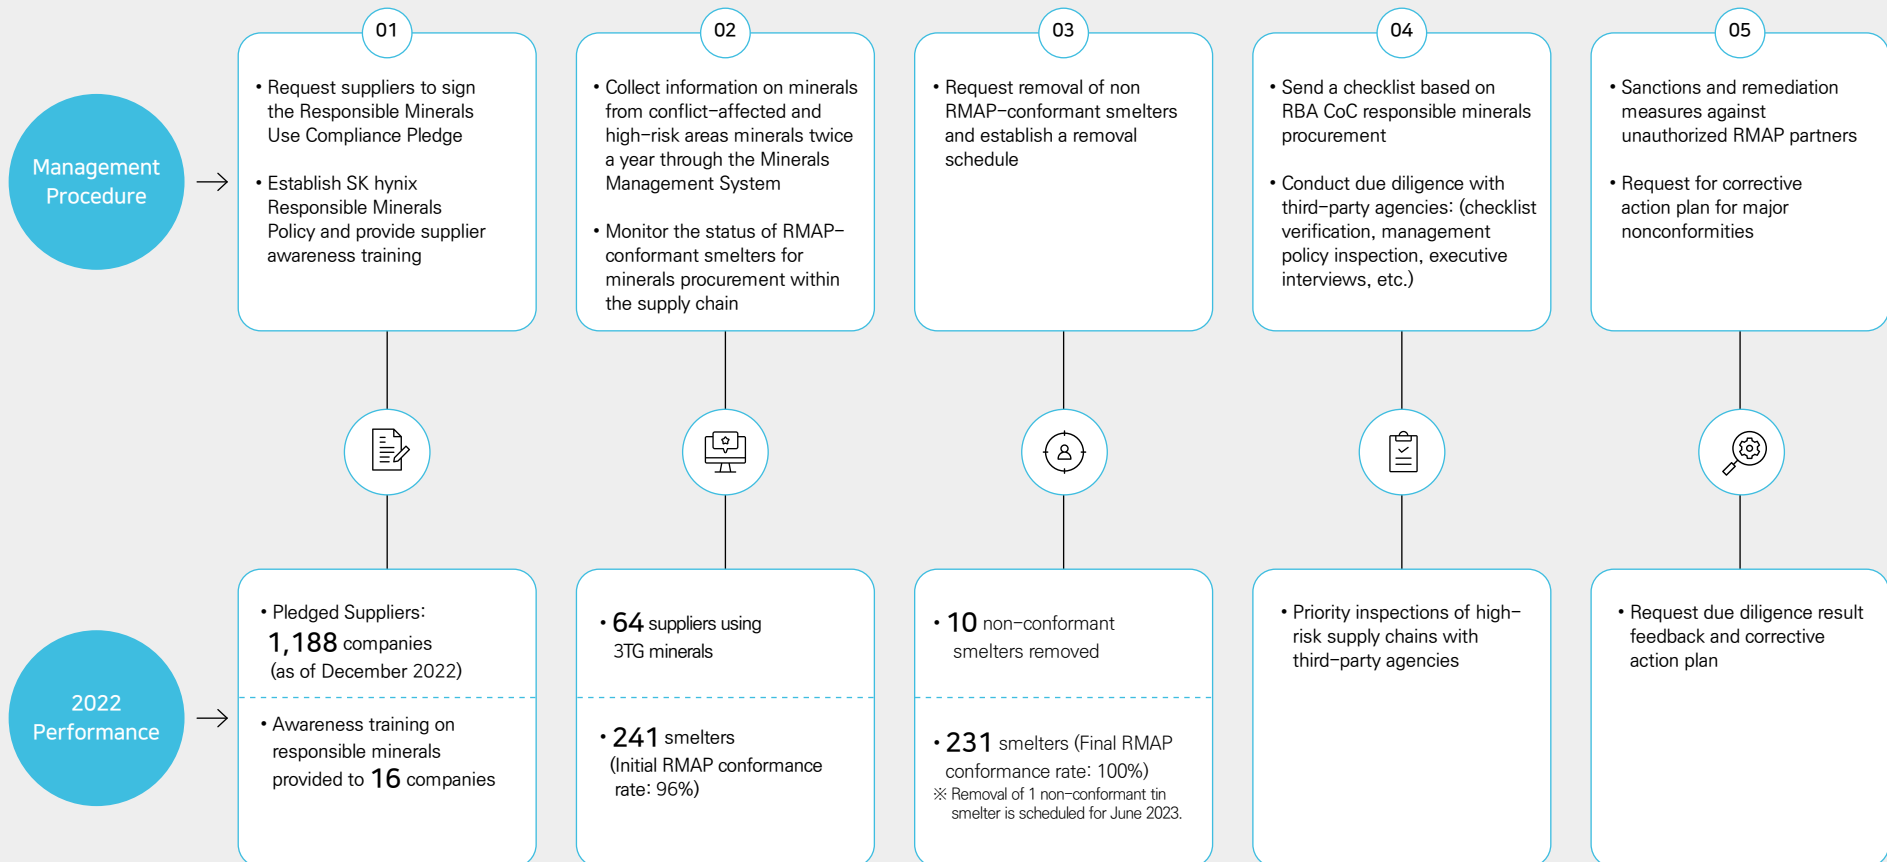 Management
Procedure
01
• Request suppliers to sign
the Responsible Minerals
Use Compliance Pledge
• Establish SK hynix
Responsible Minerals
Policy and provide supplier
awareness training
02
• Collect information on minerals
from conflict-affected and
high-risk areas minerals twice
a year through the Minerals
Management System
• Monitor the status of RMAP-
conformant smelters for
minerals procurement within
the supply chain
03
• Request removal of non
RMAP-conformant smelters
and establish a removal
schedule
04
• Send a checklist based on
RBA CoC responsible minerals
procurement
• Conduct due diligence with
third-party agencies: (checklist
verification, management
policy inspection, executive
interviews, etc.)
05
• Sanctions and remediation
measures against
unauthorized RMAP partners
• Request for corrective
action plan for major
nonconformities
2022
Performance
• Pledged Suppliers:
1,188 companies
(as of December 2022)
• Awareness training on
responsible minerals
provided to 16 companies
• 64 suppliers using
3TG minerals
• 241 smelters
(Initial RMAP conformance
rate: 96%)
• 10 non-conformant
smelters removed
• 231 smelters (Final RMAP
conformance rate: 100%)
※ Removal of 1 non-conformant tin
smelter is scheduled for June 2023.
• Priority inspections of high-
risk supply chains with
third-party agencies
• Request due diligence result
feedback and corrective
action plan